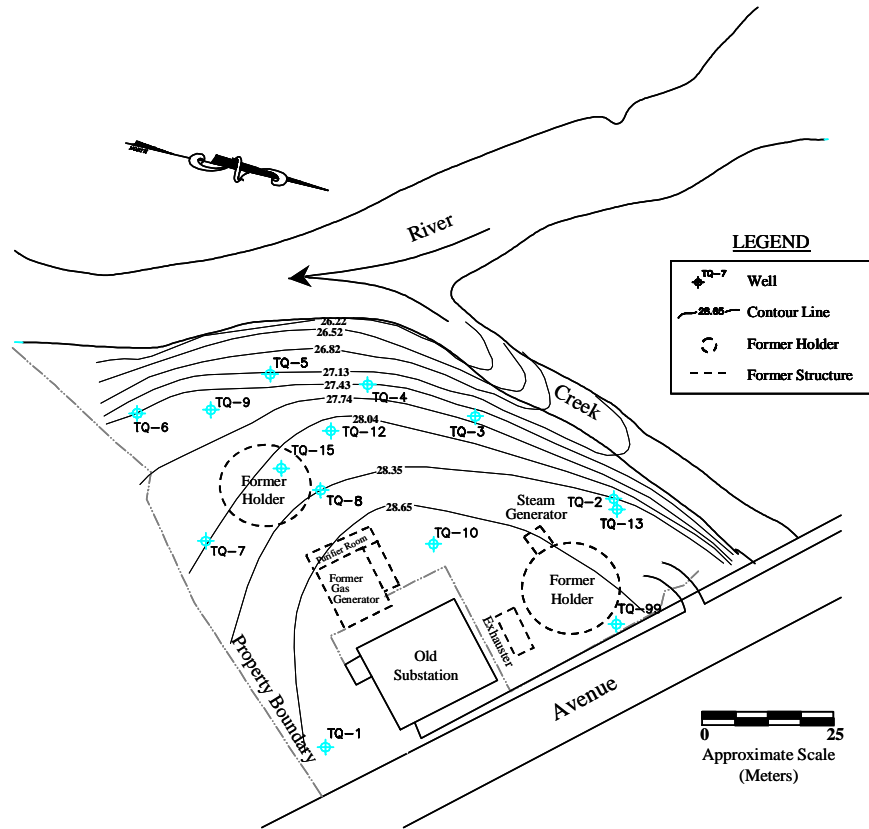 River
LEGEND
TQ-7
Well
28.65
Contour Line
Former Holder
Former Structure
26.22
26.52
26.82
TQ-5
27.13
27.43
TQ-4
27.74
TQ-9
TQ-6
28.04
TQ-12
TQ-3
Creek
TQ-15
Former
Holder
28.35
TQ-8
Steam
Generator
TQ-2
TQ-13
28.65
TQ-7
TQ-10
Purifier Room
Former
Gas
Generator
Former
Holder
TQ-99
Exhauster
Old
Substation
Property Boundary
Avenue
TQ-1
0
25
Approximate Scale
(Meters)